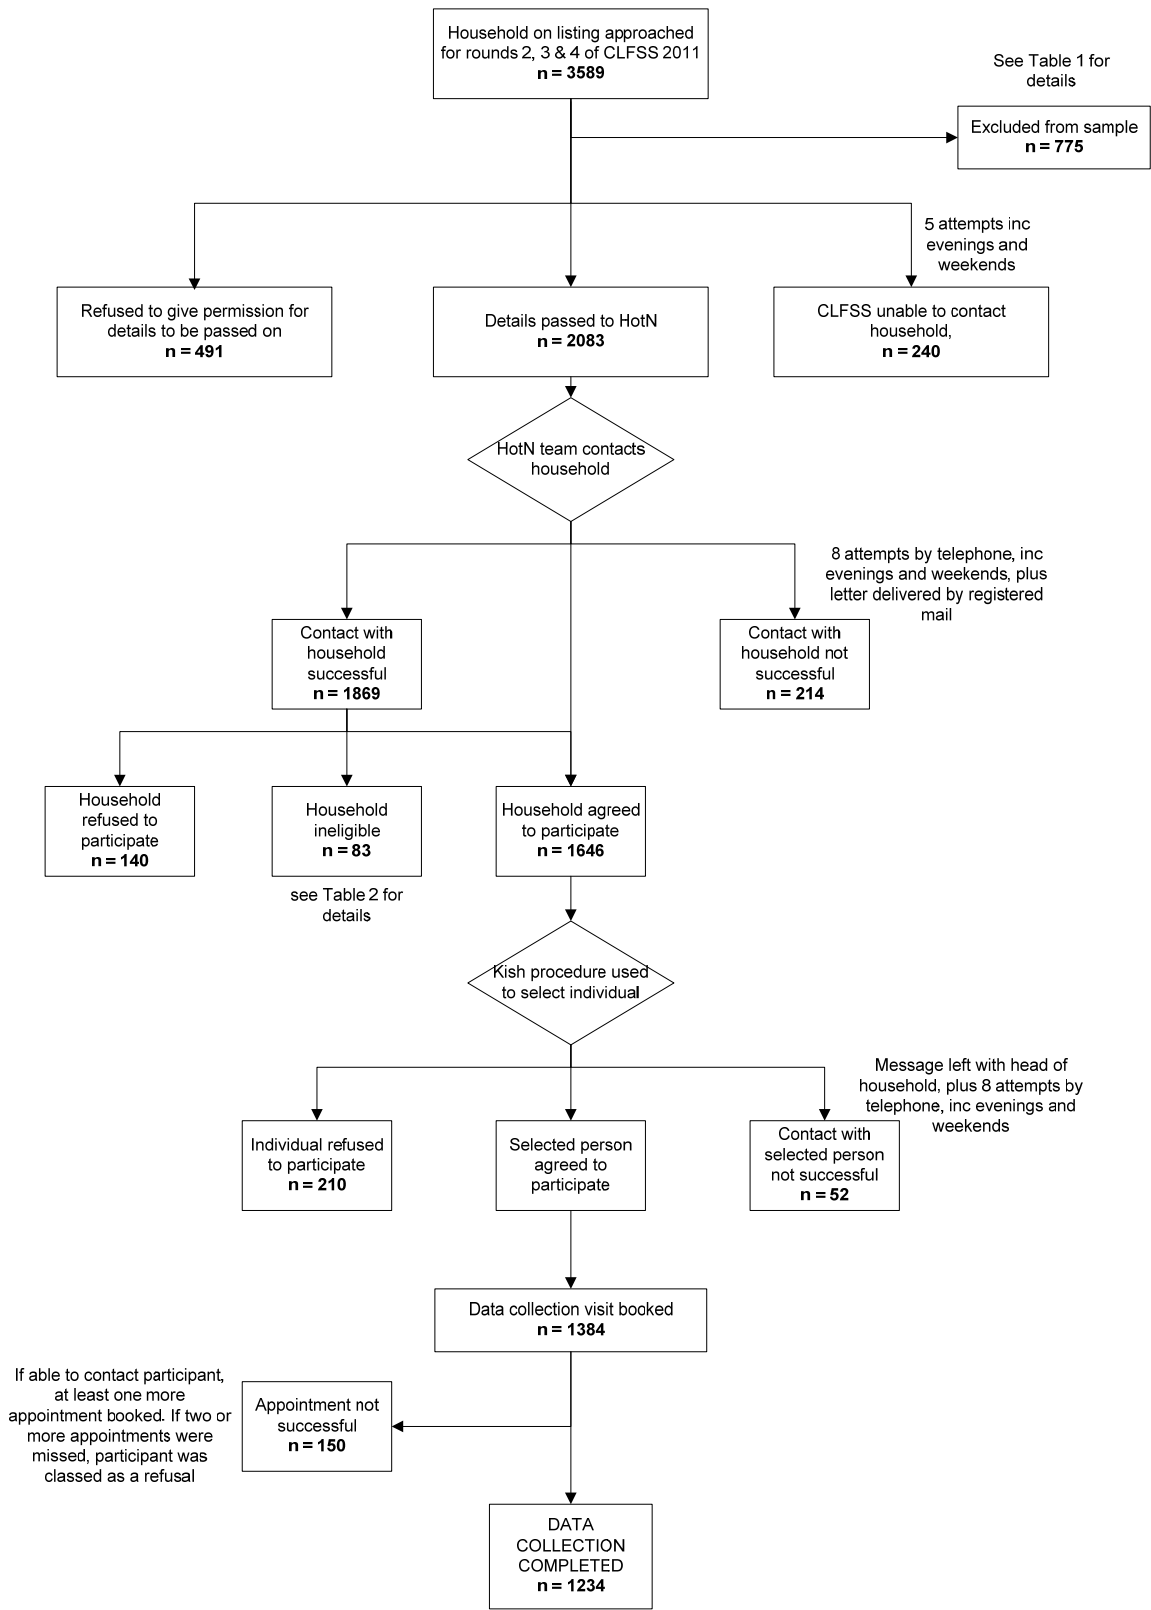 Household on listing approached
for rounds 2, 3 & 4 of CLFSS 2011
n = 3589
See Table 1 for
details
Excluded from sample
n = 775
5 attempts inc
evenings and
weekends
Refused to give permission for
details to be passed on
n = 491
Details passed to HotN
n = 2083
CLFSS unable to contact
household,
n = 240
HotN team contacts
household
8 attempts by telephone, inc
evenings and weekends, plus
letter delivered by registered
mail
Contact with
household
successful
n = 1869
Contact with
household not
successful
n = 214
Household
refused to
participate
n = 140
Household
ineligible
n = 83
Household agreed
to participate
n = 1646
see Table 2 for
details
Kish procedure used
to select individual
Message left with head of
household, plus 8 attempts by
telephone, inc evenings and
weekends
Individual refused
to participate
n = 210
Selected person
agreed to
participate
Contact with
selected person
not successful
n = 52
Data collection visit booked
n = 1384
If able to contact participant,
at least one more
appointment booked. If two or
more appointments were
missed, participant was
classed as a refusal
Appointment not
successful
n = 150
DATA
COLLECTION
COMPLETED
n = 1234